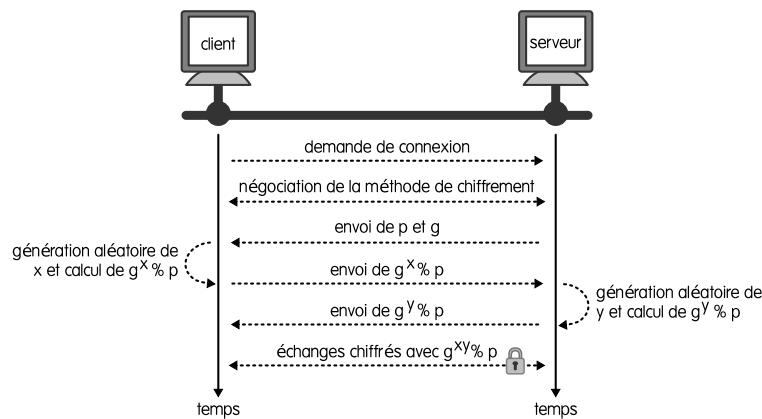 client
serveur
demande de connexion
négociation de la méthode de chiffrement
envoi de p et g
génération aléatoire de
x et calcul de g^x % p
envoi de g^x % p
génération aléatoire de
y et calcul de g^y % p
envoi de g^y % p
échanges chiffrés avec g^xy % p
temps
temps